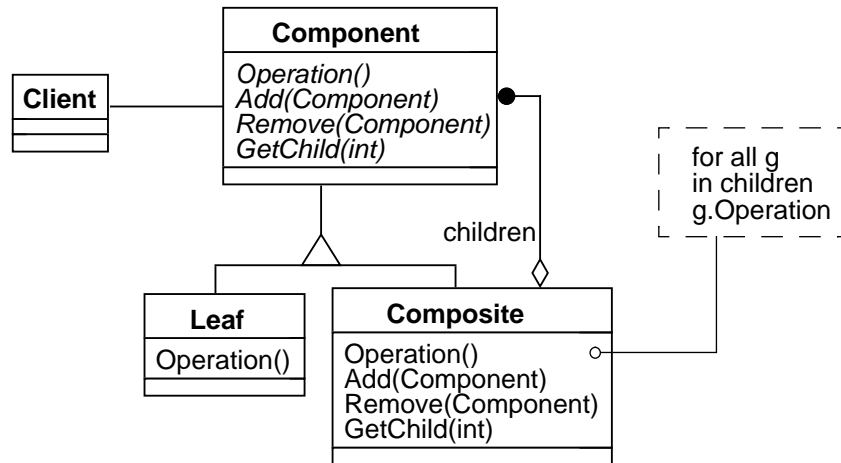 Component
Operation()
Add(Component)
Remove(Component)
GetChild(int)
Client
for all g
in children
g.Operation
children
Leaf
Operation()
Composite
Operation()
Add(Component)
Remove(Component)
GetChild(int)